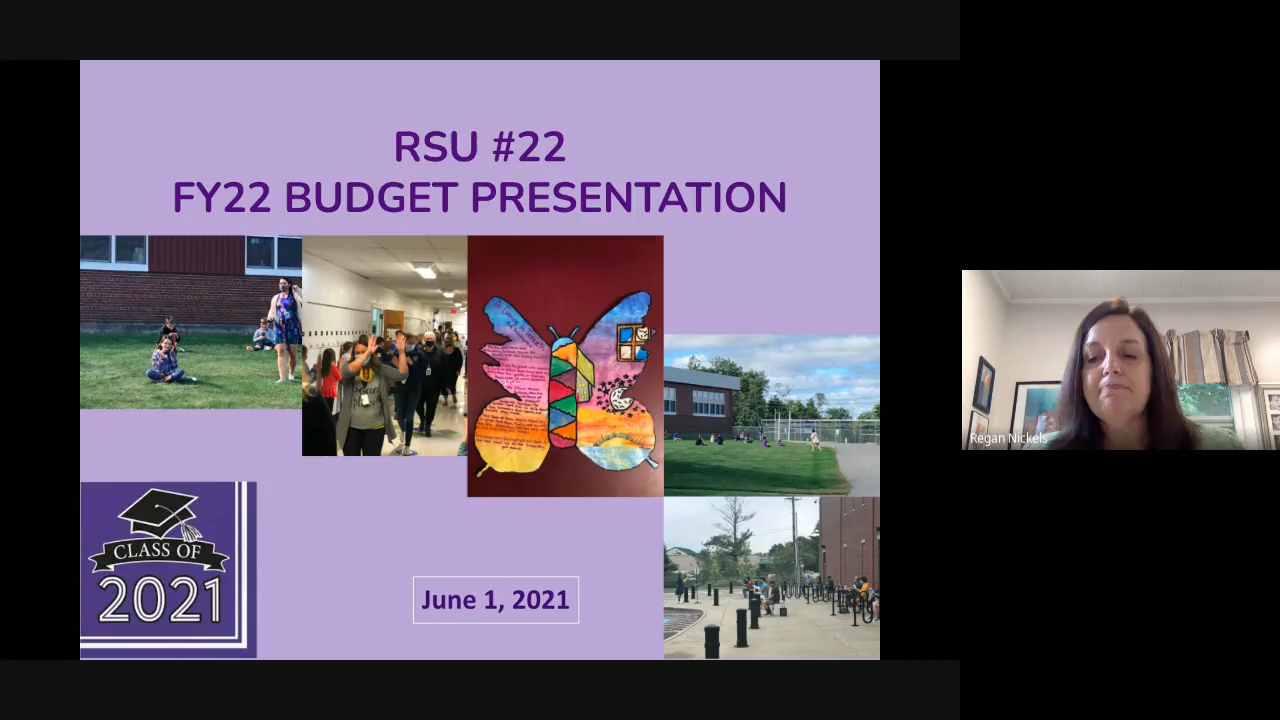 RSU #22
FY22 BUDGET PRESENTATION
CLASS OF
2021
June 1, 2021
Regan Nickels